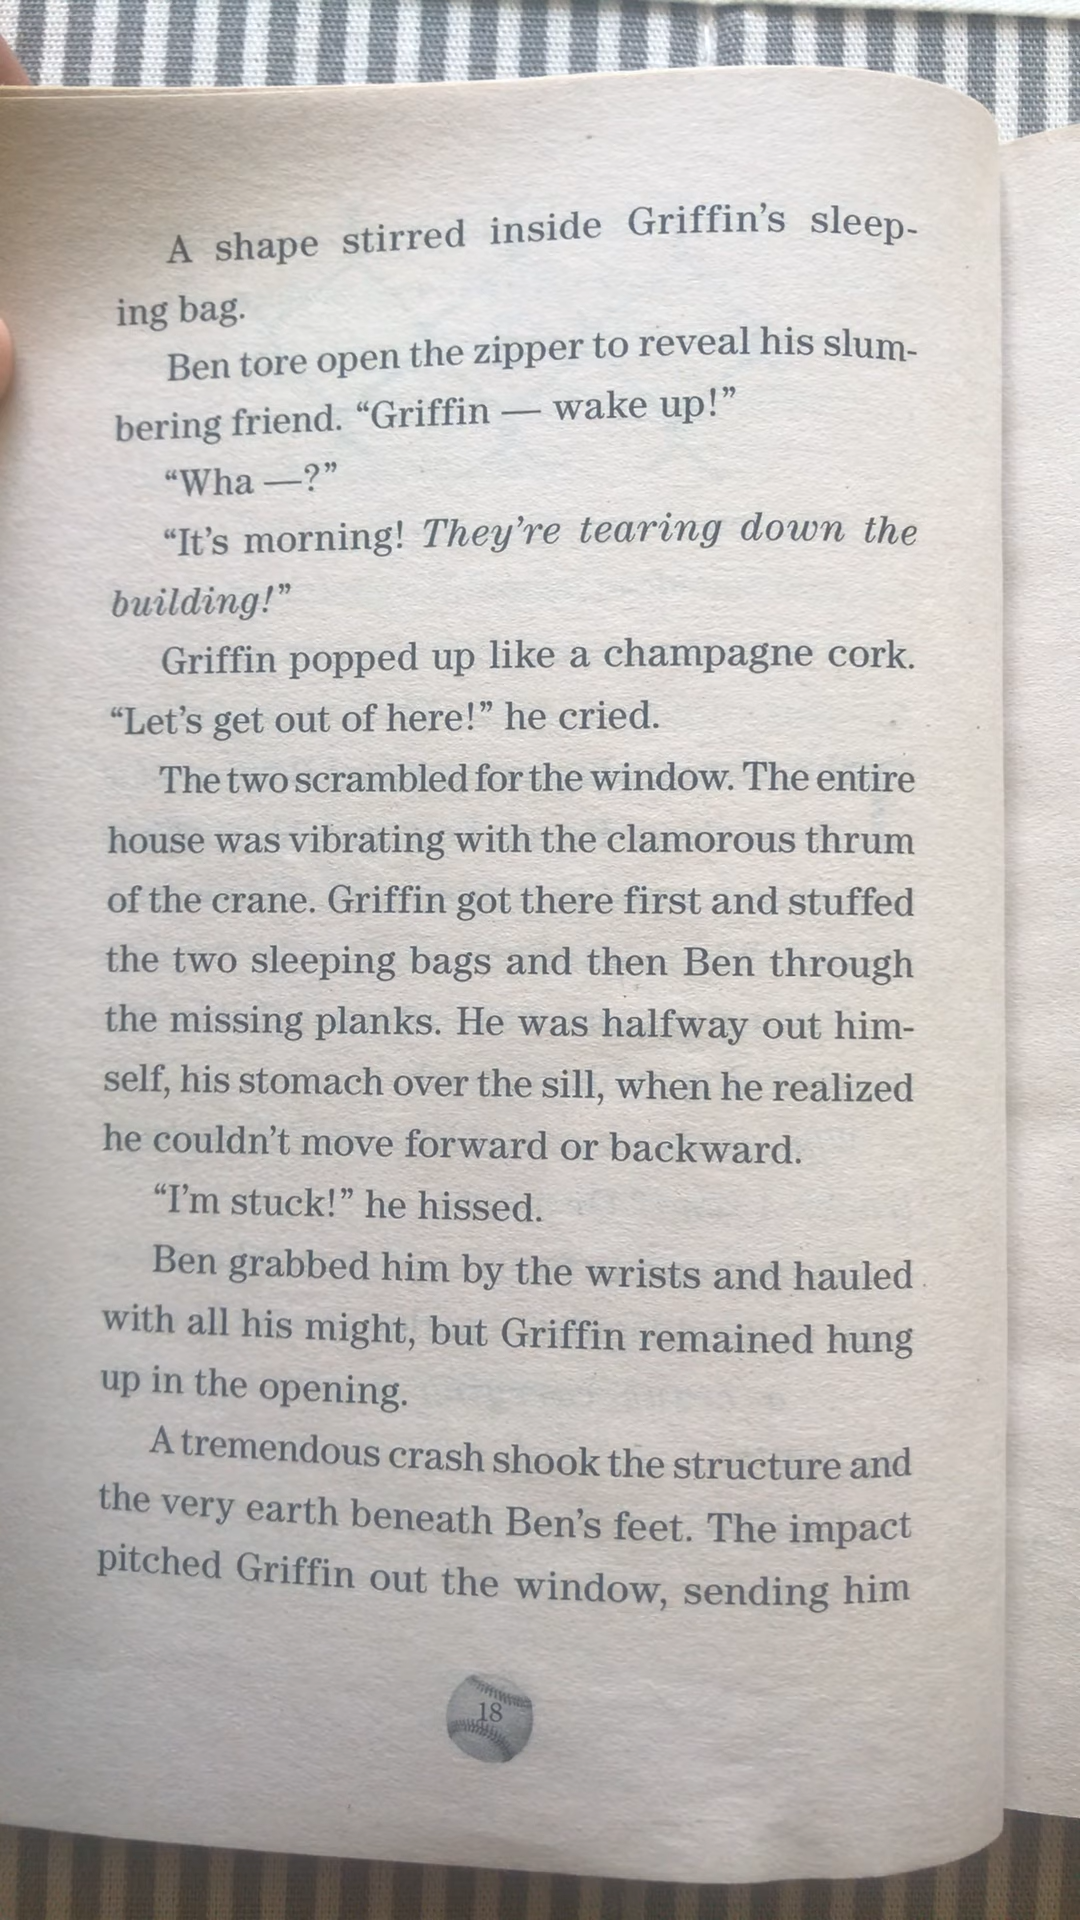 A shape stirred inside Griffin’s sleep-
ing bag.
Ben tore open the zipper to reveal his slum-
bering friend. “Griffin — wake up!”
“Wha —?”
“It’s morning! They’re tearing down the
building!”
Griffin popped up like a champagne cork.
“Let’s get out of here!” he cried.
The two scrambled for the window. The entire
house was vibrating with the clamorous thrum
of the crane. Griffin got there first and stuffed
the two sleeping bags and then Ben through
the missing planks. He was halfway out him-
self, his stomach over the sill, when he realized
he couldn’t move forward or backward.
“I’m stuck!” he hissed.
Ben grabbed him by the wrists and hauled
with all his might, but Griffin remained hung
up in the opening.
A tremendous crash shook the structure and
the very earth beneath Ben’s feet. The impact
pitched Griffin out the window, sending him
18